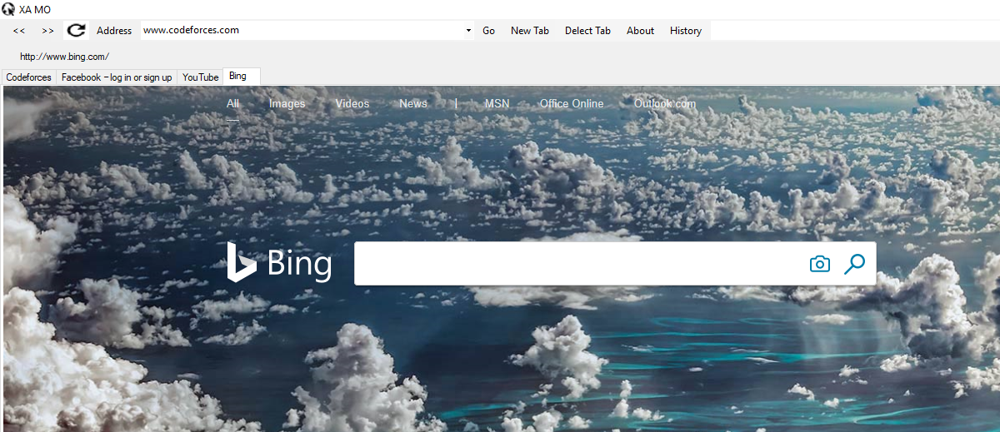 XA MO
<< >> Address www.codeforces.com Go New Tab Delect Tab About History
http://www.bing.com/
Codeforces Facebook – log in or sign up YouTube Bing
All Images Videos News | MSN Office Online Outlook.com
Bing